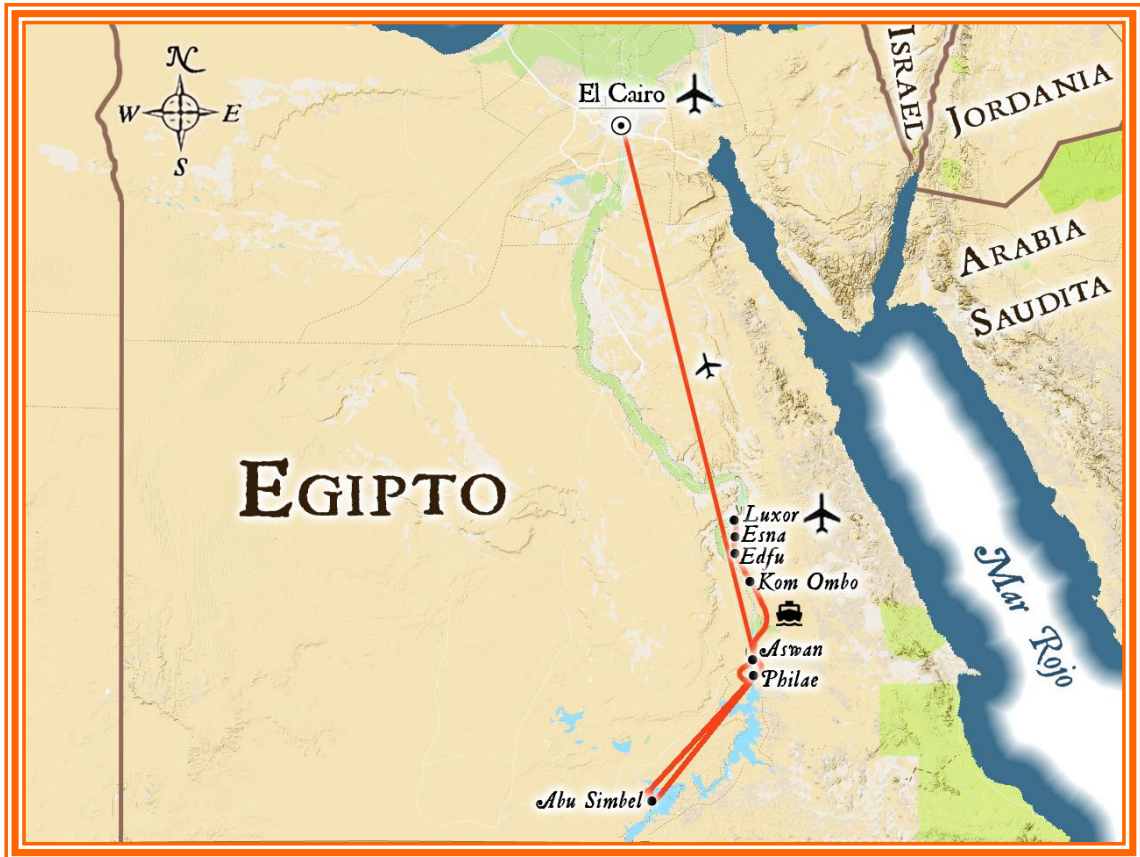 N
W
E
S
El Cairo
ISRAEL
JORDANIA
ARABIA
SAUDITA
EGIPTO
Luxor
Esna
Edfu
Kom Ombo
Aswan
Philae
Abu Simbel
Mar Rojo